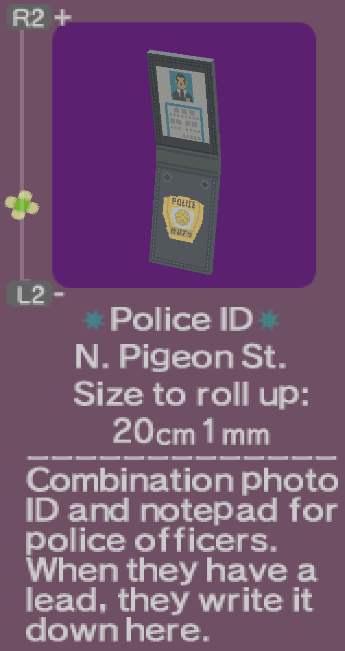 R2 +
POLICE
L2 -
Police ID
N. Pigeon St.
Size to roll up:
20cm 1mm
Combination photo
ID and notepad for
police officers.
When they have a
lead, they write it
down here.